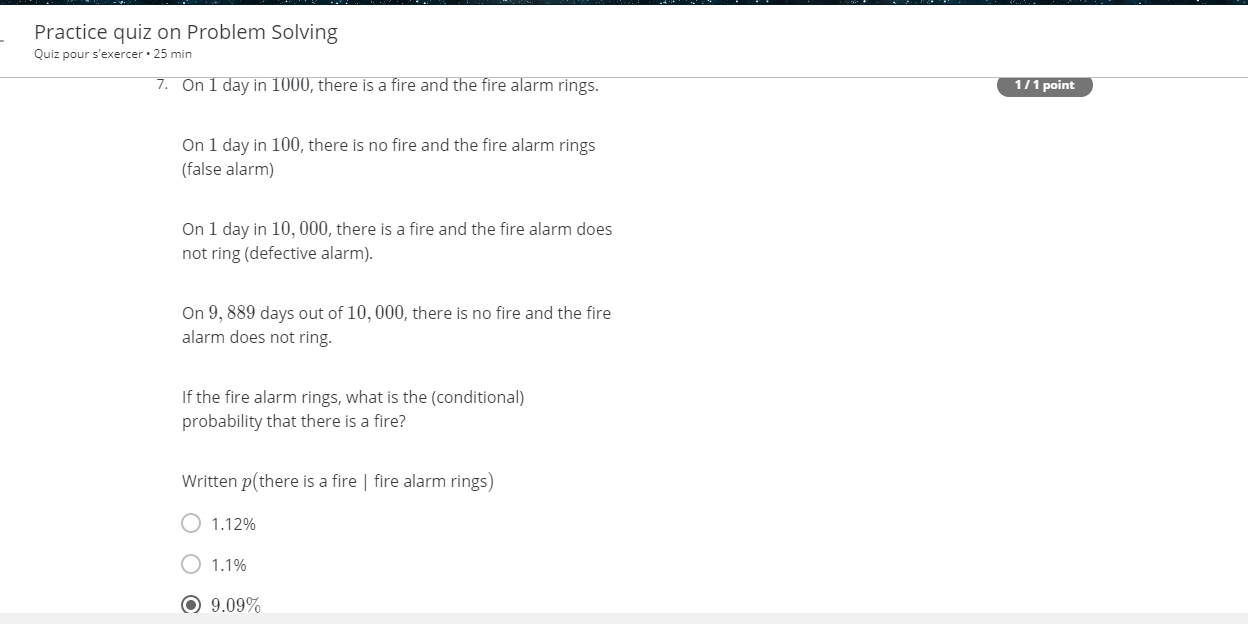 Practice quiz on Problem Solving
Quiz pour s'exercer • 25 min
7. On 1 day in 1000, there is a fire and the fire alarm rings.
1 / 1 point
On 1 day in 100, there is no fire and the fire alarm rings
(false alarm)
On 1 day in 10, 000, there is a fire and the fire alarm does
not ring (defective alarm).
On 9, 889 days out of 10, 000, there is no fire and the fire
alarm does not ring.
If the fire alarm rings, what is the (conditional)
probability that there is a fire?
Written p(there is a fire | fire alarm rings)
1.12%
1.1%
9.09%